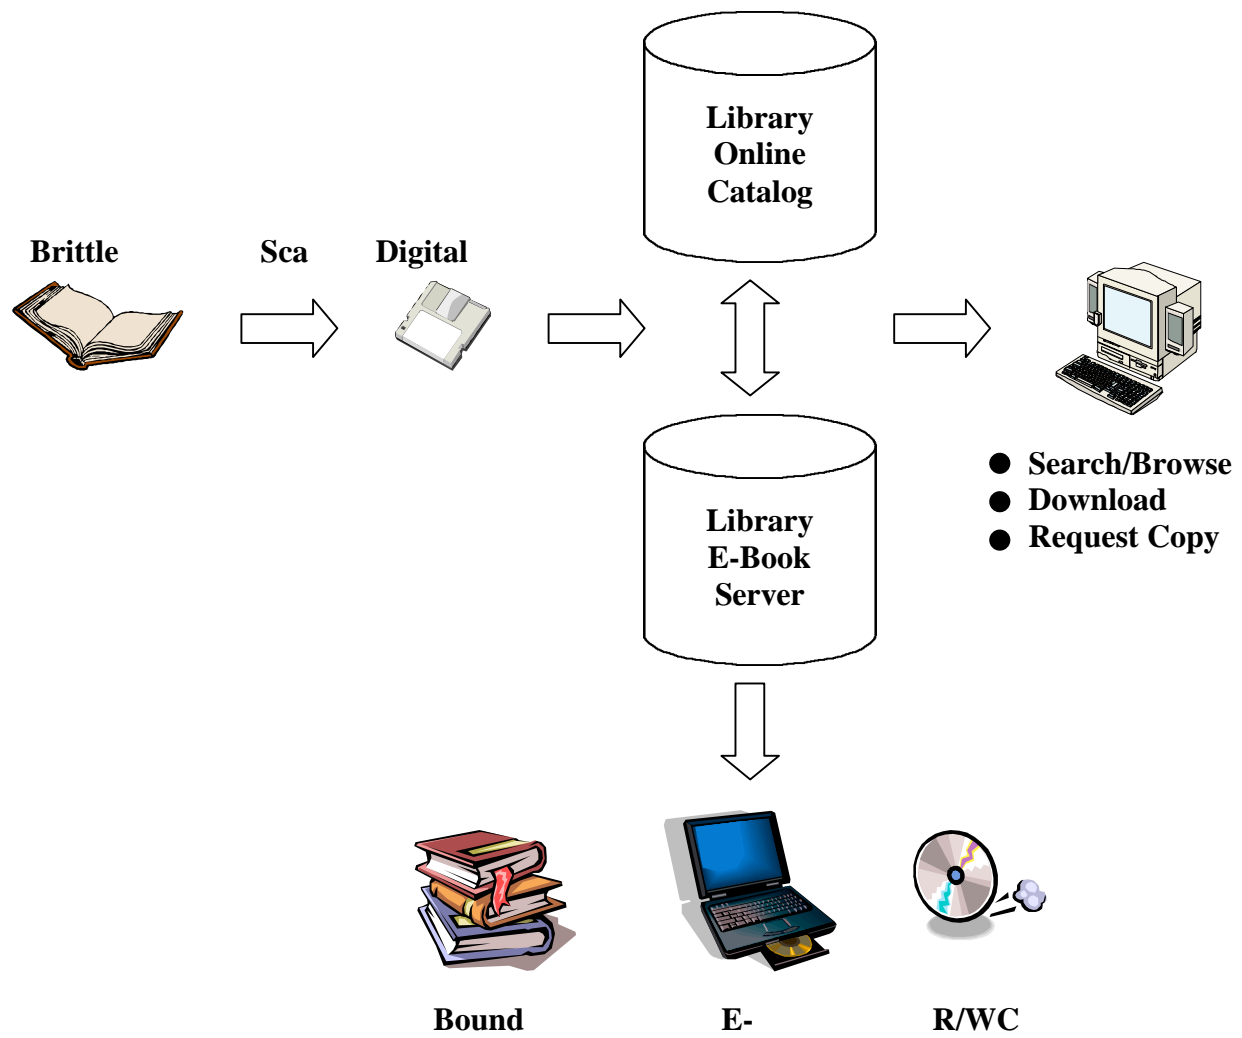 Library
Online
Catalog
Brittle
Sca
Digital
Library
E-Book
Server
● Search/Browse
● Download
● Request Copy
Bound
E-
R/WC